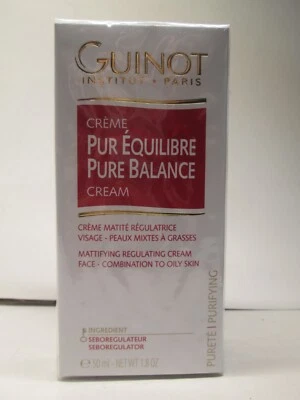 GUINOT
INSTITUT • PARIS
CRÈME
PUR ÉQUILIBRE
PURE BALANCE
CREAM
CRÈME MATITÉ RÉGULATRICE
VISAGE - PEAUX MIXTES À GRASSES
MATTIFYING REGULATING CREAM
FACE - COMBINATION TO OILY SKIN
INGREDIENT
SEBOREGULATEUR
SEBOREGULATOR
℮ 50 ml - NET WT 1.8 OZ
PURETÉ | PURIFYING